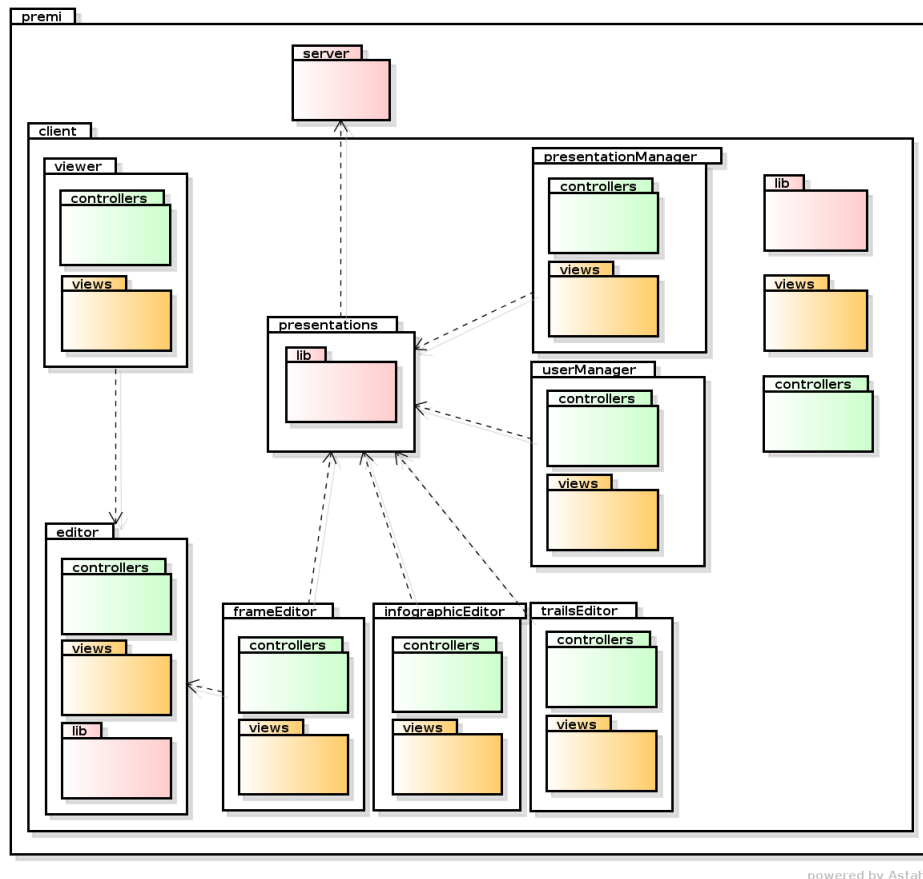 premi
server
client
viewer
controllers
views
presentationManager
controllers
views
lib
views
controllers
presentations
lib
userManager
controllers
views
editor
controllers
views
lib
frameEditor
controllers
views
infographicEditor
controllers
views
trailsEditor
controllers
views
powered by Astah